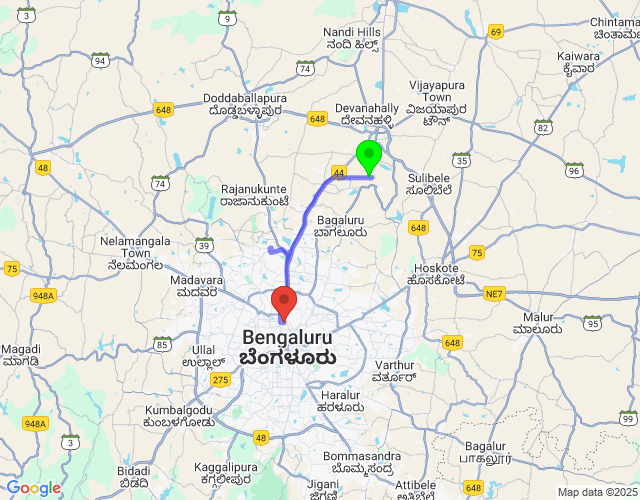 3
9
Nandi Hills
ನಂದಿ ಹಿಲ್ಸ್
69
Chintama
ಚಿಂತಾಮ
94
74
Kaiwara
ಕೈವಾರ
Doddaballapura
ದೊಡ್ಡಬಳ್ಳಾಪುರ
648
Devanahally
ದೇವನಹಳ್ಳಿ
648
Vijayapura
Town
ವಿಜಯಪುರ
ಟೌನ್
82
48
44
35
96
74
Rajanukunte
ರಾಜಾನುಕುಂಟೆ
Sulibele
ಸೂಲಿಬೆಲೆ
Bagaluru
ಬಾಗಲೂರು
648
Nelamangala
Town
ನೆಲಮಂಗಲ
39
75
75
948A
Madavara
ಮದವರ
Hoskote
ಹೊಸಕೋಟೆ
NE7
Malur
ಮಾಲೂರು
95
Magadi
ಮಾಗಡಿ
85
Ullal
ಉಲ್ಲಾಳ್
Bengaluru
ಬೆಂಗಳೂರು
648
275
Varthur
ವರ್ತೂರ್
Haralur
ಹರಳೂರು
Kumbalgodu
ಕುಂಬಳಗೋಡು
948A
99
3
48
Bagalur
பாகலூர்
Bommasandra
ಬೊಮ್ಮಸಂದ್ರ
648
Bidadi
ಬಿಡದಿ
Kaggalipura
ಕಗ್ಗಲೀಪುರ
Jigani
ಜಿಗಣಿ
Attibele
ಅತ್ತಿಬೆಲೆ
Google
Map data ©2025